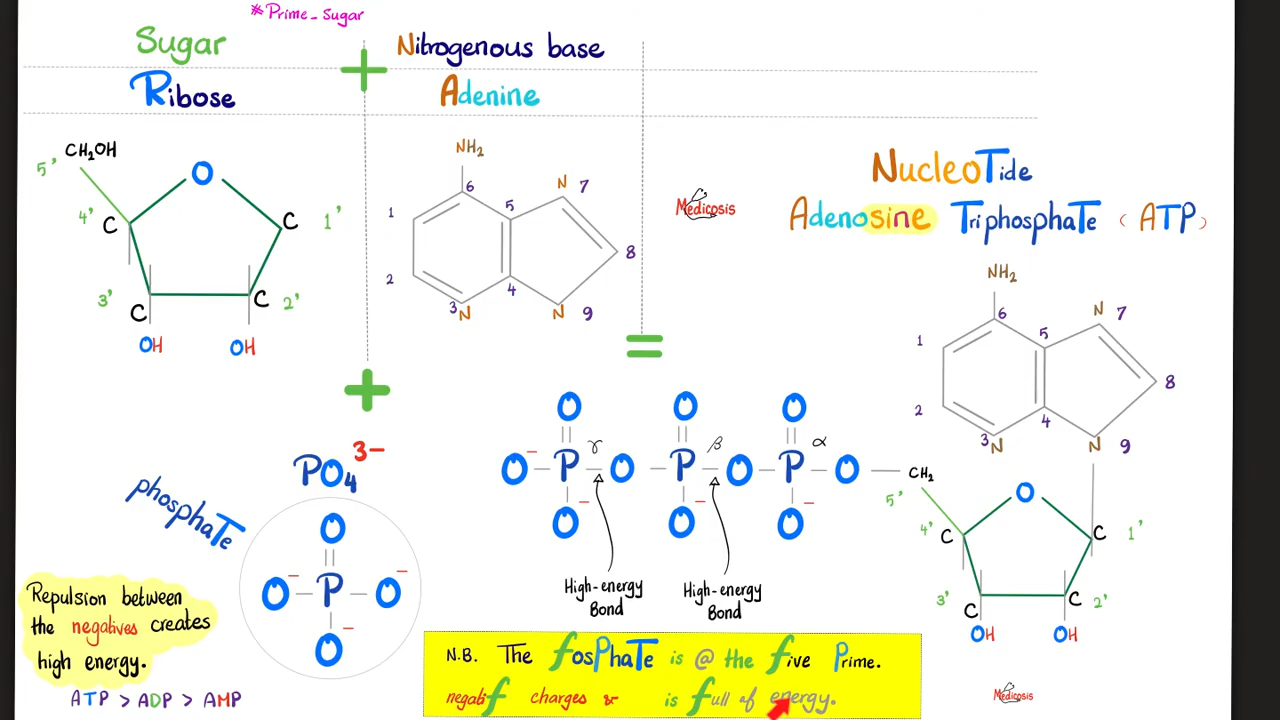 *Prime_Sugar
Sugar + Nitrogenous base
Ribose Adenine
CH2OH
5'
O
4' C
C 1'
3' C
C 2'
OH OH
NH2
6
N 7
1
5
8
2
4
3 N
N 9
Medicosis
NucleoTide
Adenosine TriphosphaTe (ATP)
NH2
6
N 7
1
5
8
2
4
3 N
N 9
+
=
PO4 3−
phosphaTe
O
O− P O−
O−
O O O
γ β α
O− P O P O P O CH2
− − −
O O O
5'
O
4' C
C 1'
3' C
C 2'
OH OH
High-energy Bond
High-energy Bond
Repulsion between
the negatives creates
high energy.
ATP > ADP > AMP
N.B. The fosPhaTe is @ the five Prime.
negatif charges & is full of energy.
Medicosis